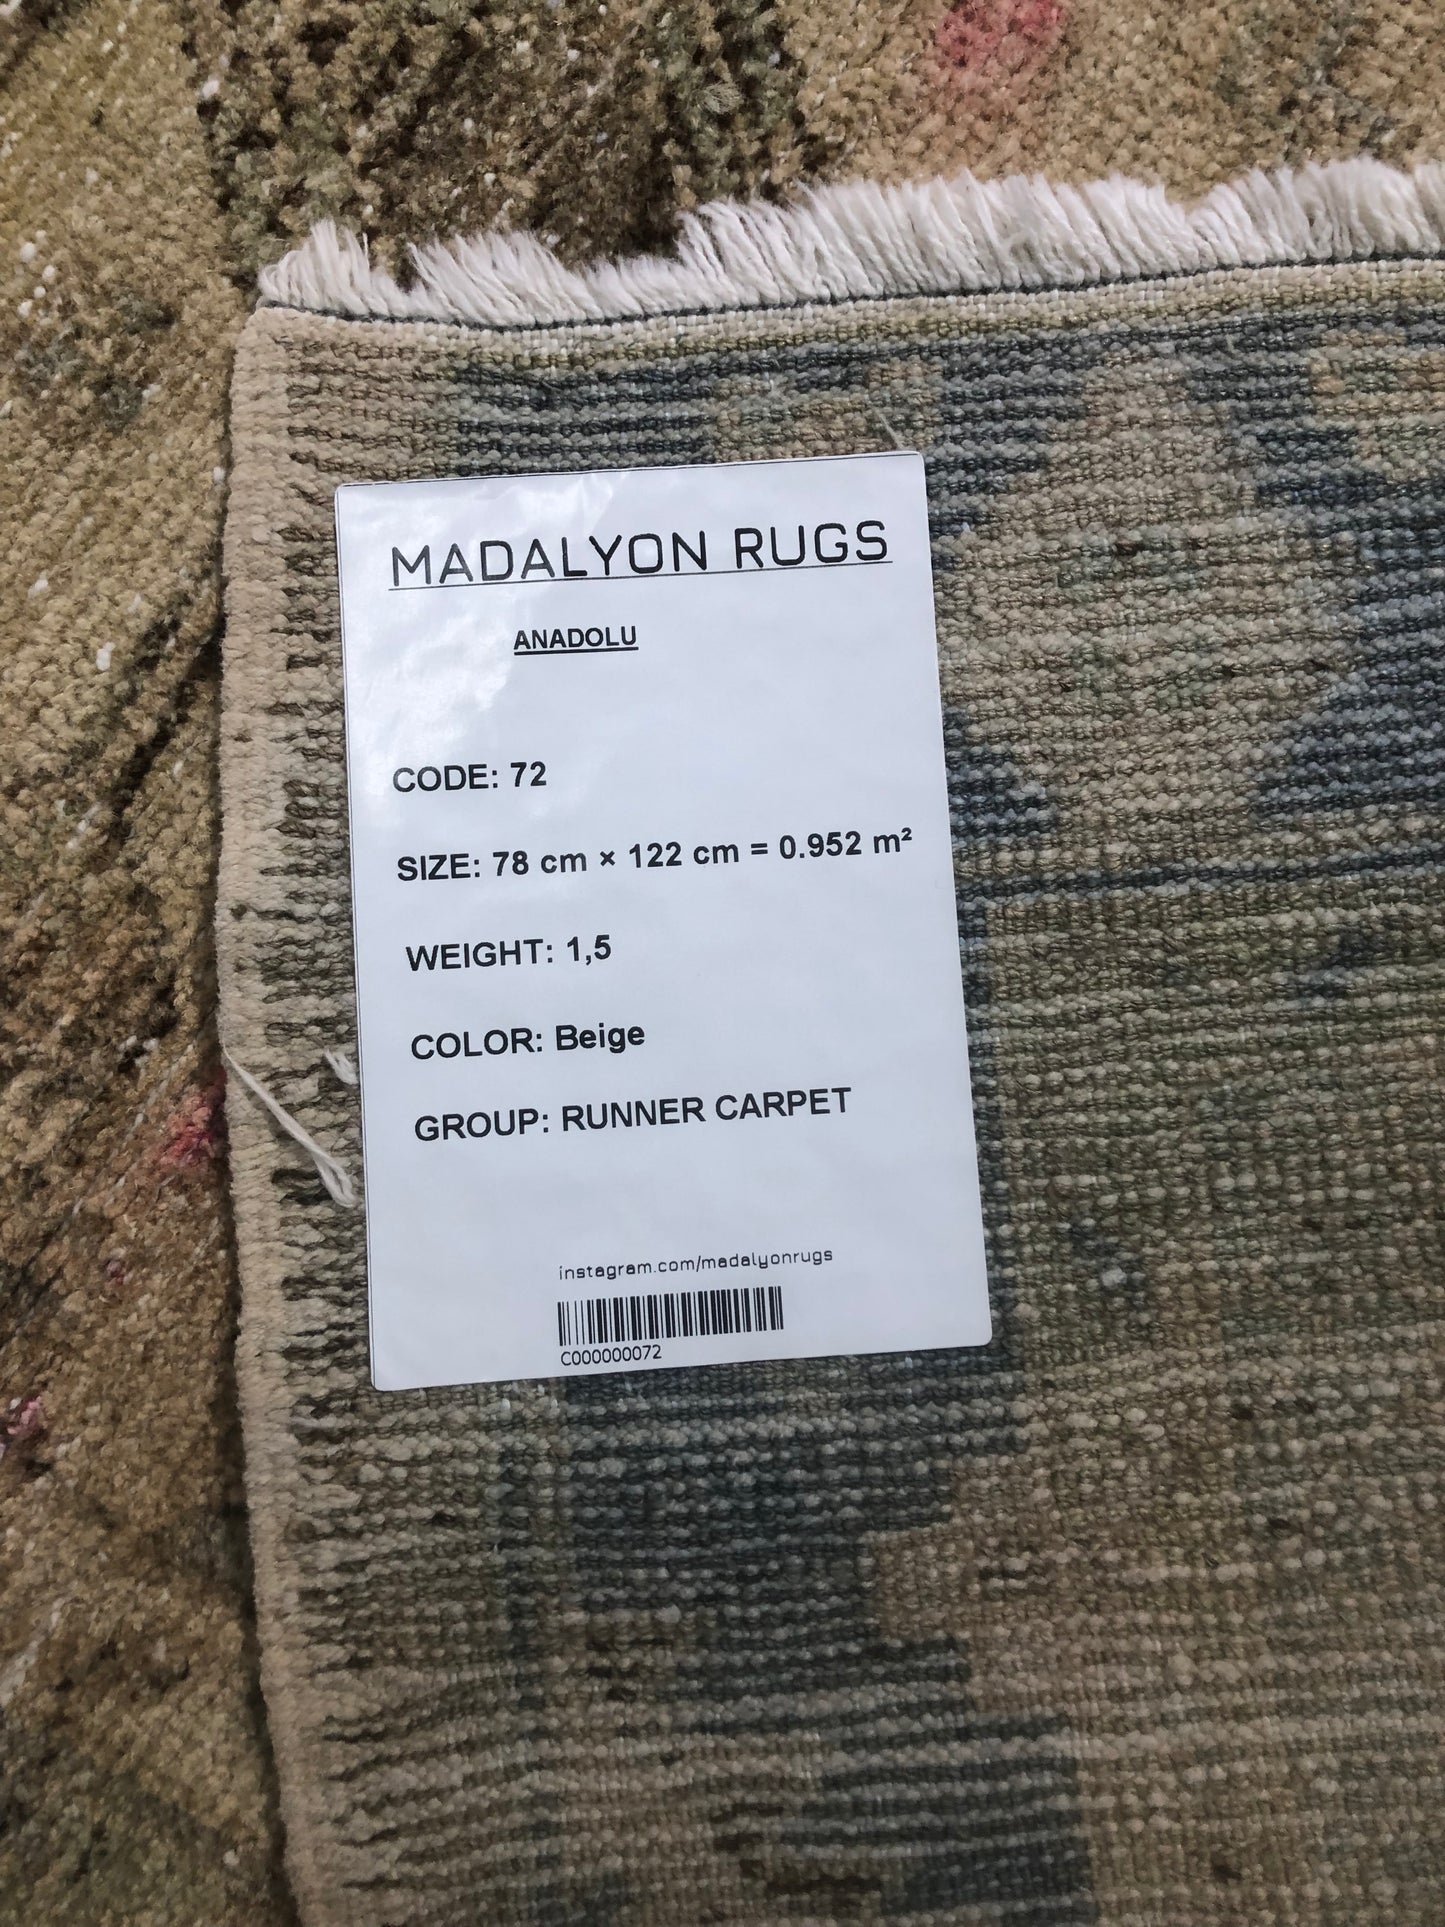 MADALYON RUGS
ANADOLU
CODE: 72
SIZE: 78 cm × 122 cm = 0.952 m²
WEIGHT: 1,5
COLOR: Beige
GROUP: RUNNER CARPET
instagram.com/madalyonrugs
C000000072